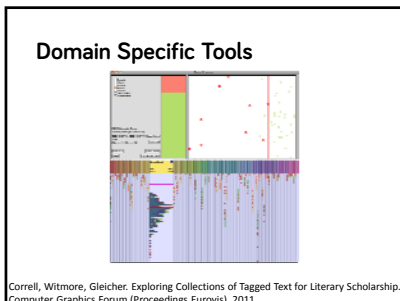 Domain Specific Tools
Correll, Witmore, Gleicher. Exploring Collections of Tagged Text for Literary Scholarship.
Computer Graphics Forum (Proceedings Eurovis), 2011